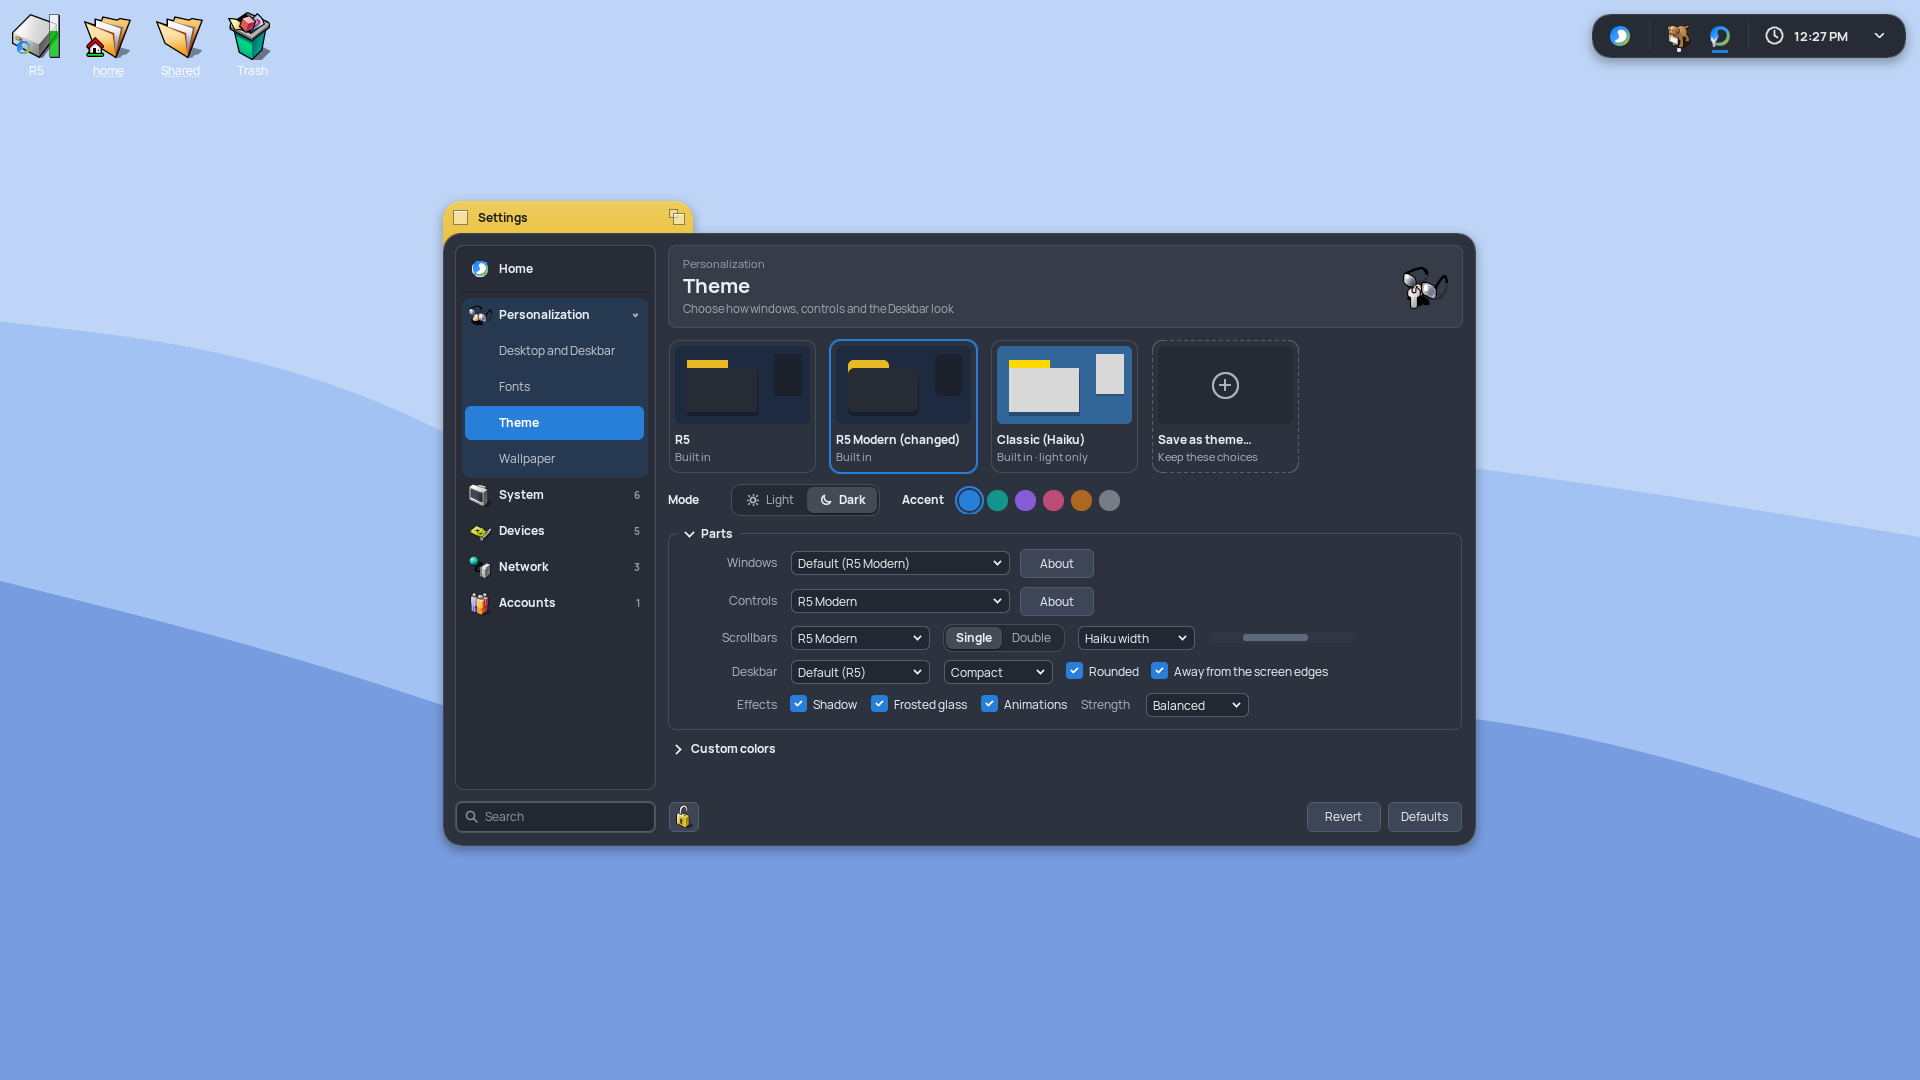 R5
home
Shared
Trash
12:27 PM
Settings
Home
Personalization
Desktop and Deskbar
Fonts
Theme
Wallpaper
System 6
Devices 5
Network 3
Accounts 1
Search
Personalization
Theme
Choose how windows, controls and the Deskbar look
R5
Built in
R5 Modern (changed)
Built in
Classic (Haiku)
Built in · light only
Save as theme...
Keep these choices
Mode Light Dark Accent
Parts
Windows Default (R5 Modern) About
Controls R5 Modern About
Scrollbars R5 Modern Single Double Haiku width
Deskbar Default (R5) Compact Rounded Away from the screen edges
Effects Shadow Frosted glass Animations Strength Balanced
Custom colors
Revert Defaults